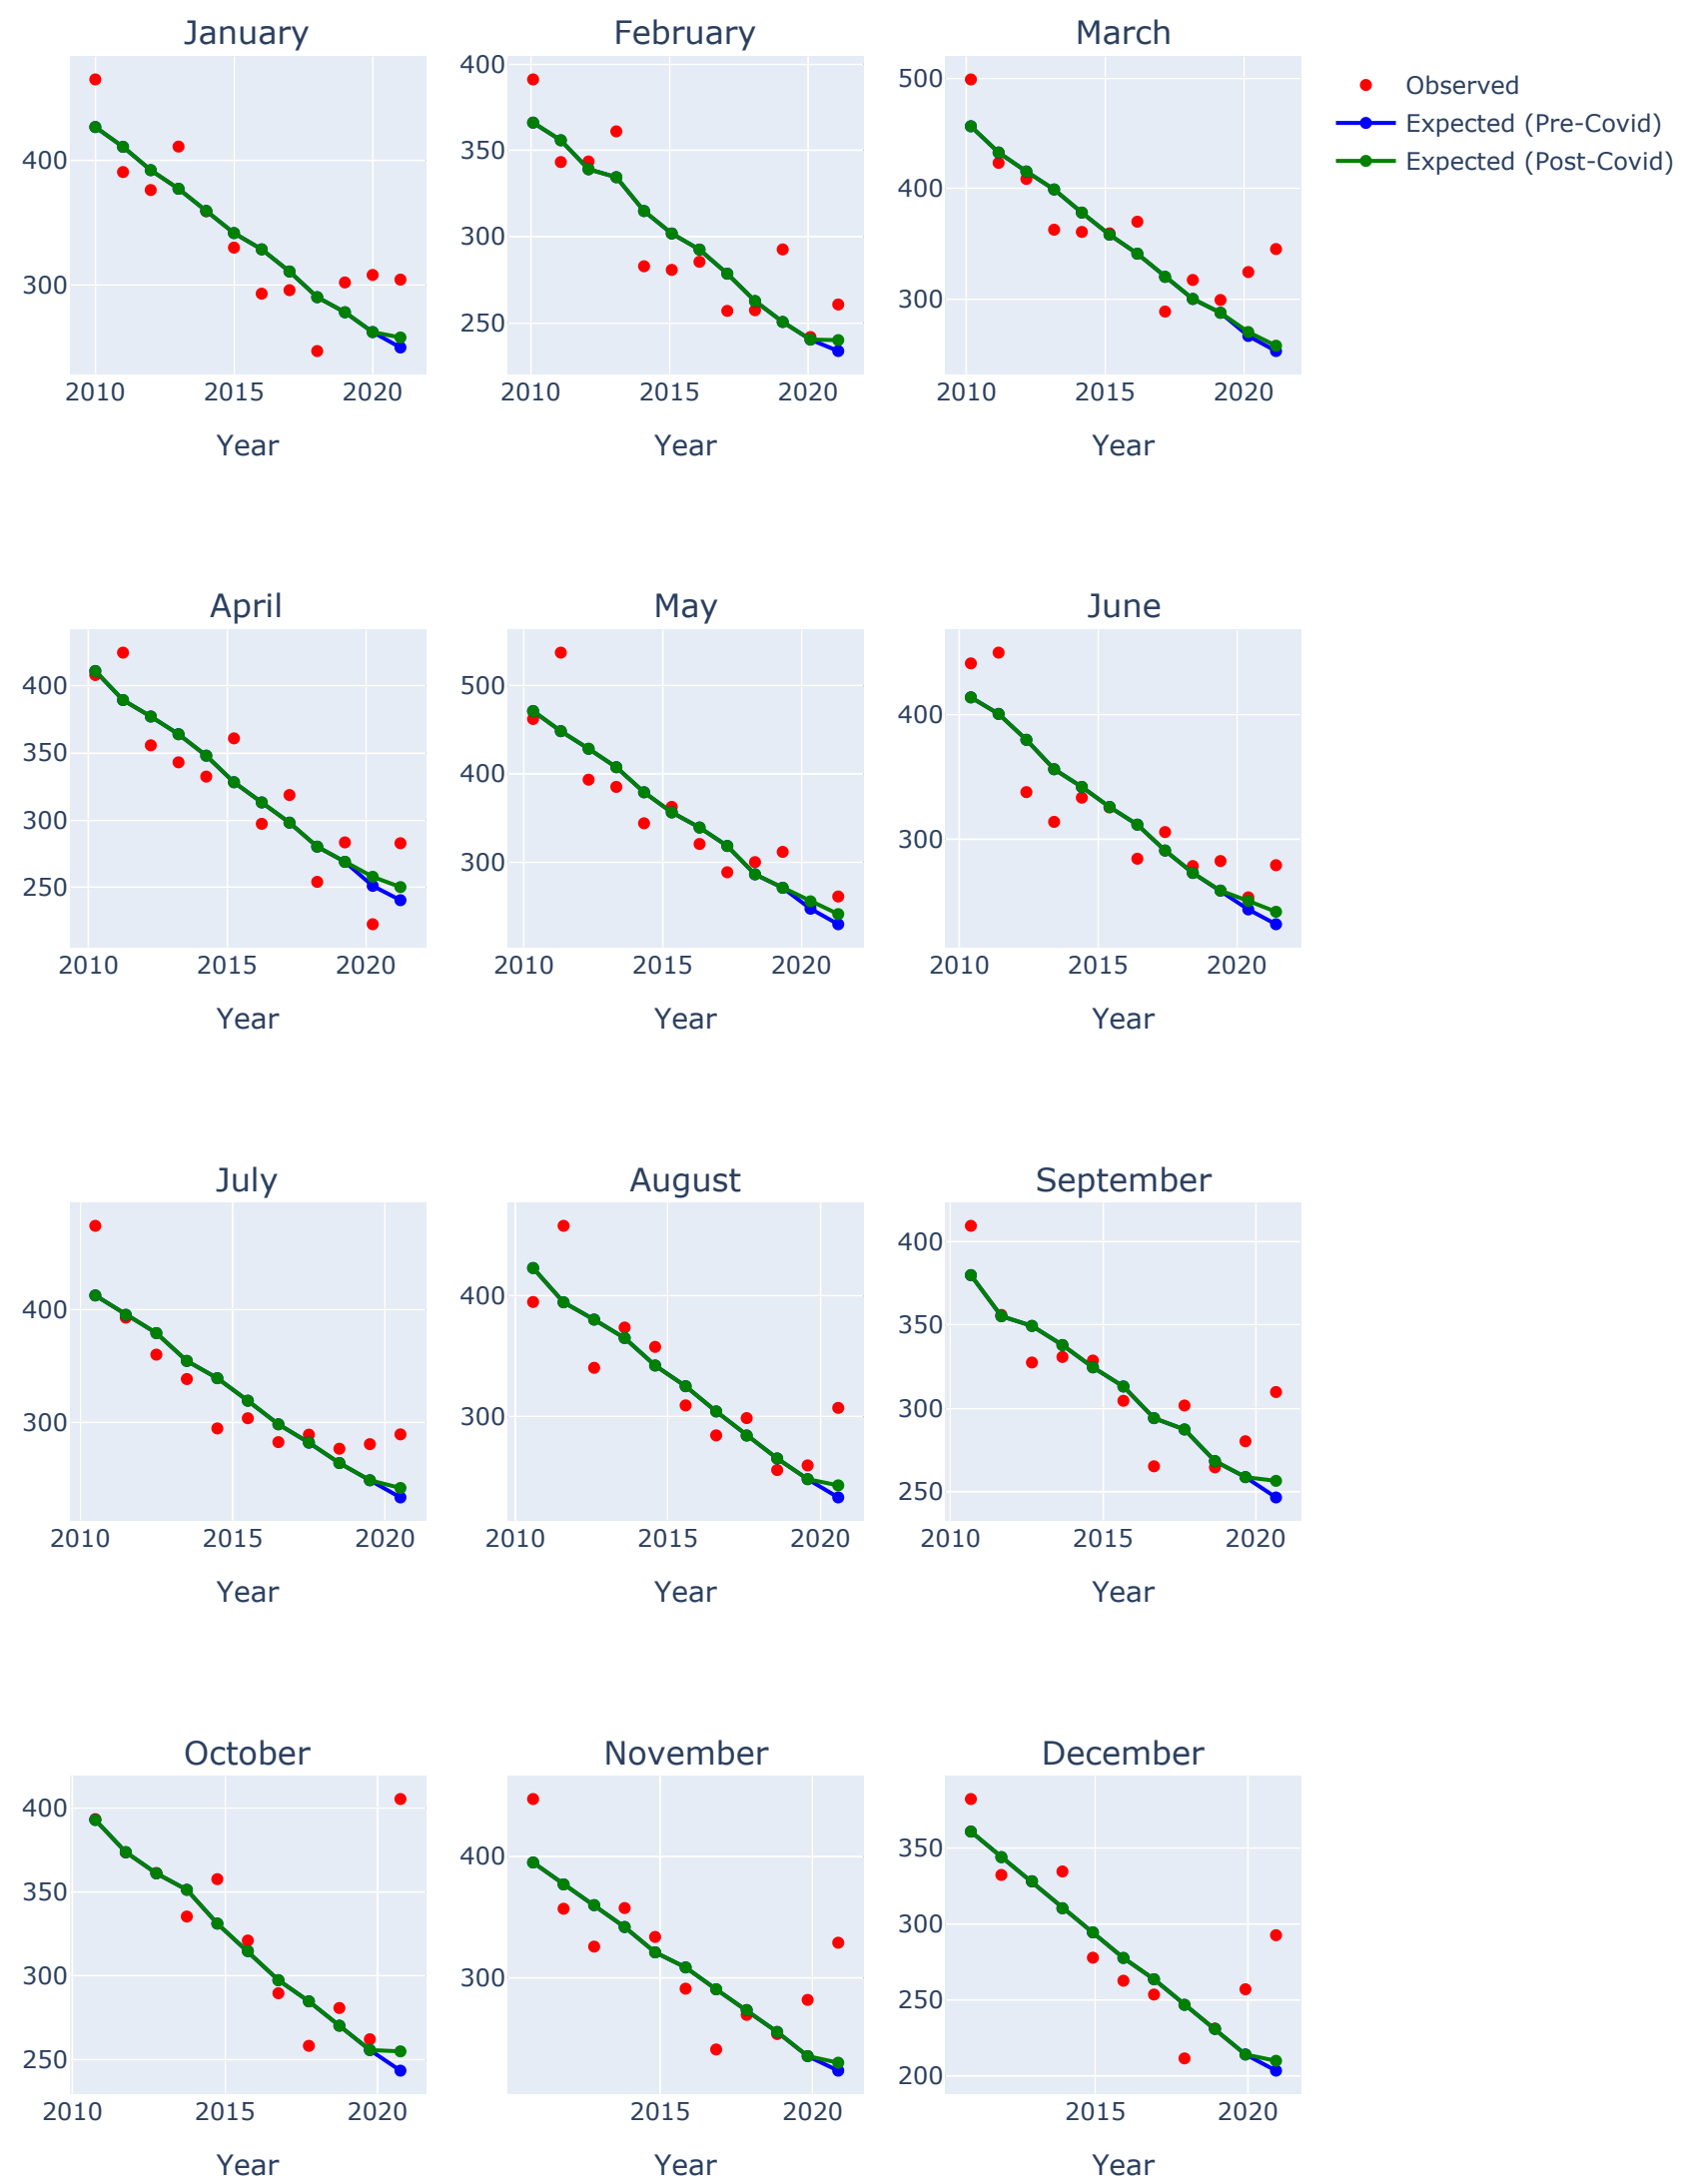 January February March
400
300
2010 2015 2020
Year
400
350
300
250
2010 2015 2020
Year
500
400
300
2010 2015 2020
Year
Observed
Expected (Pre-Covid)
Expected (Post-Covid)
April May June
400
350
300
250
2010 2015 2020
Year
500
400
300
2010 2015 2020
Year
400
300
2010 2015 2020
Year
July August September
400
300
2010 2015 2020
Year
400
300
2010 2015 2020
Year
400
350
300
250
2010 2015 2020
Year
October November December
400
350
300
250
2010 2015 2020
Year
400
300
2015 2020
Year
350
300
250
200
2015 2020
Year